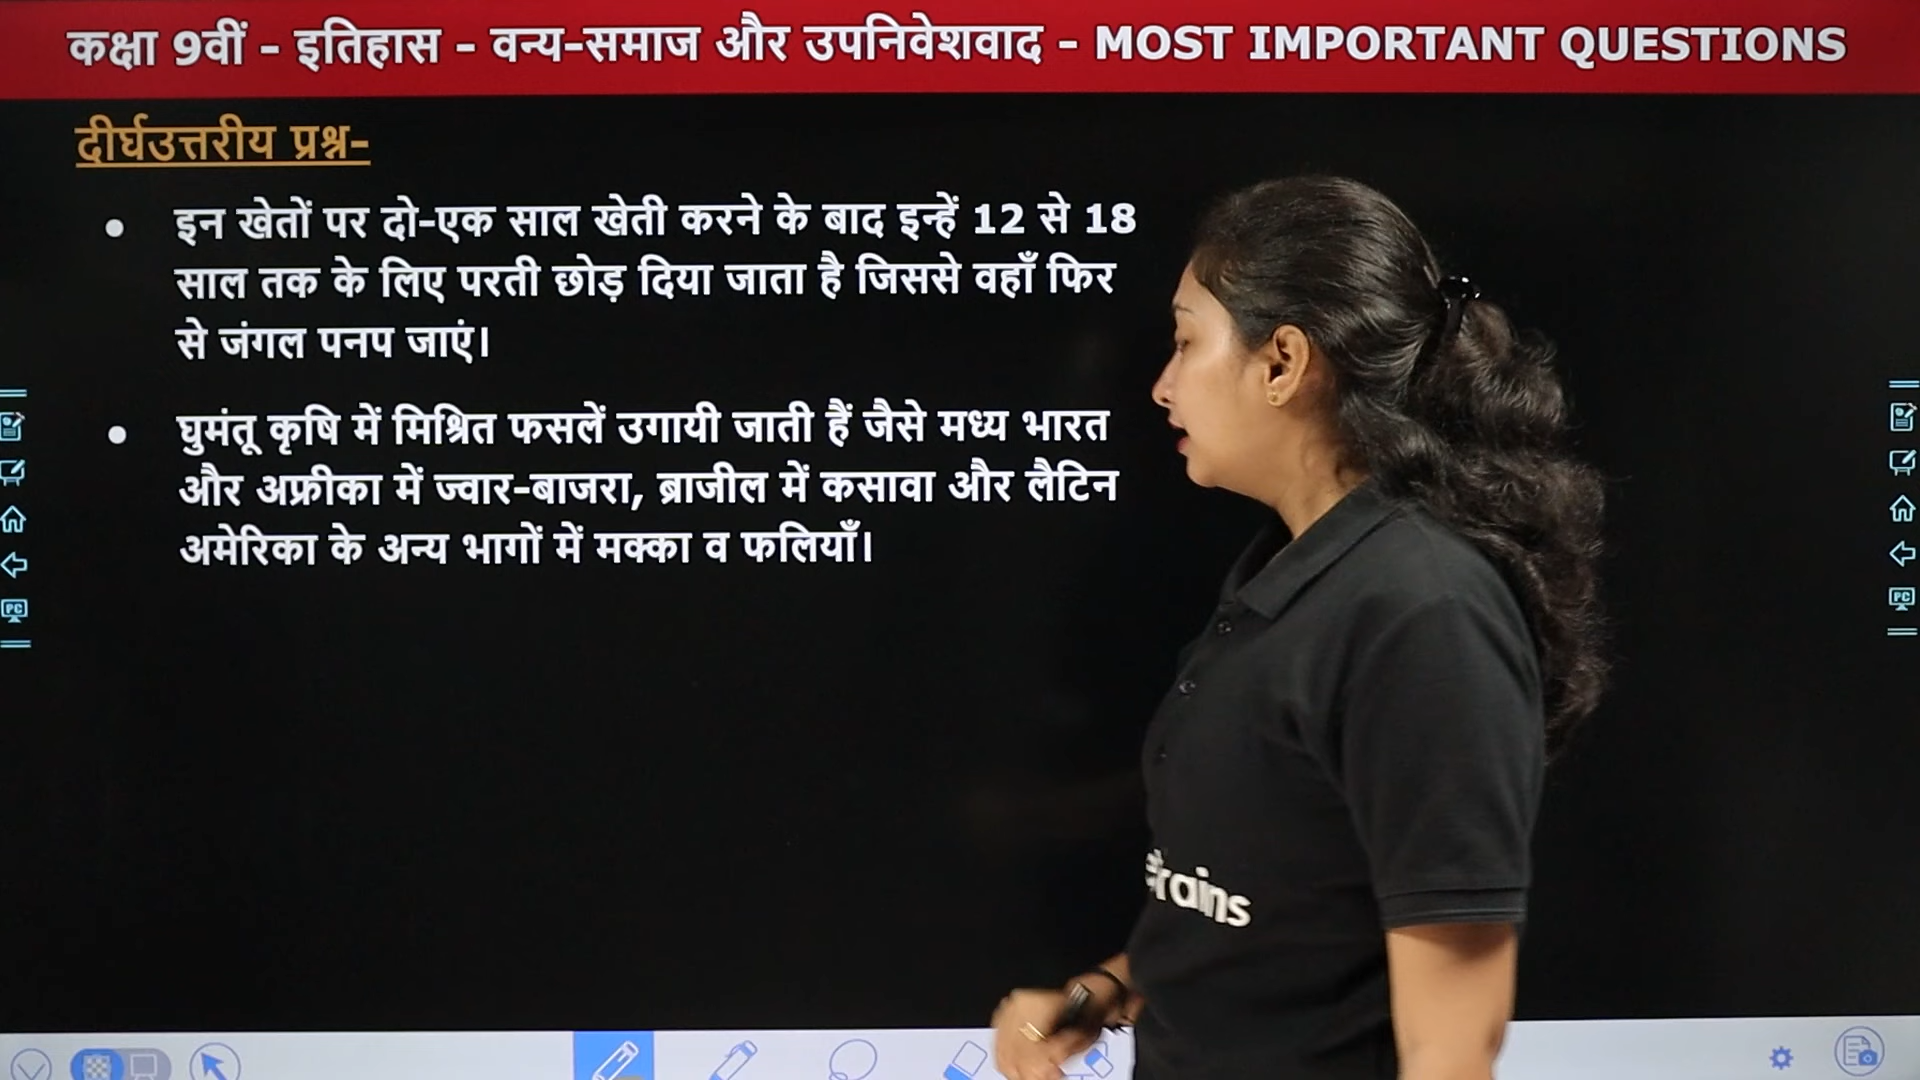 कक्षा 9वीं - इतिहास - वन्य-समाज और उपनिवेशवाद - MOST IMPORTANT QUESTIONS
दीर्घउत्तरीय प्रश्न-
• इन खेतों पर दो-एक साल खेती करने के बाद इन्हें 12 से 18
साल तक के लिए परती छोड़ दिया जाता है जिससे वहाँ फिर
से जंगल पनप जाएं।
• घुमंतू कृषि में मिश्रित फसलें उगायी जाती हैं जैसे मध्य भारत
और अफ्रीका में ज्वार-बाजरा, ब्राजील में कसावा और लैटिन
अमेरिका के अन्य भागों में मक्का व फलियाँ।
PC
PC